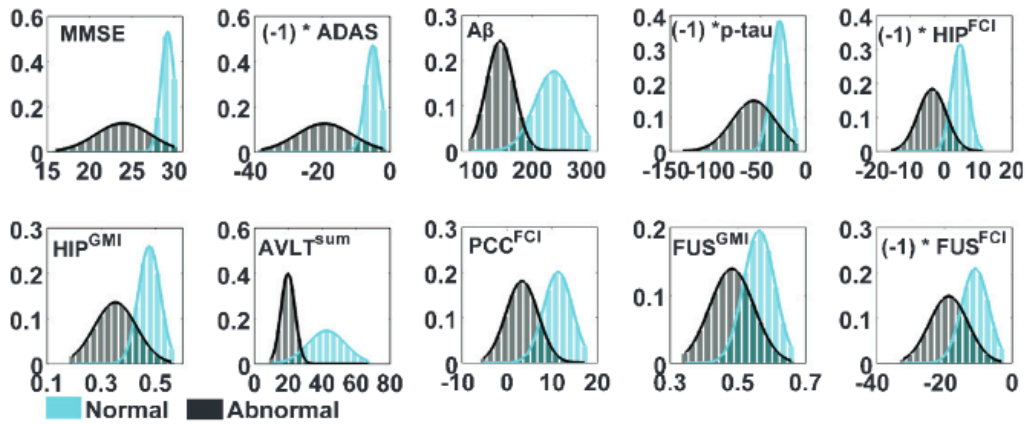 MMSE
0.6
0.4
0.2
0
15 20 25 30
(-1) * ADAS
0.6
0.4
0.2
0
-40 -20 0
Aβ
0.3
0.2
0.1
0
100 200 300
(-1) *p-tau
0.4
0.3
0.2
0.1
0
-150-100 -50 0
(-1) * HIP^FCI
0.4
0.3
0.2
0.1
0
-20-10 0 10 20
HIP^GMI
0.3
0.2
0.1
0
0.1 0.3 0.5
AVLT^sum
0.6
0.4
0.2
0
0 20 40 60 80
PCC^FCI
0.3
0.2
0.1
0
-10 0 10 20
FUS^GMI
0.2
0.1
0
0.3 0.5 0.7
(-1) * FUS^FCI
0.3
0.2
0.1
0
-40 -20 0
Normal Abnormal